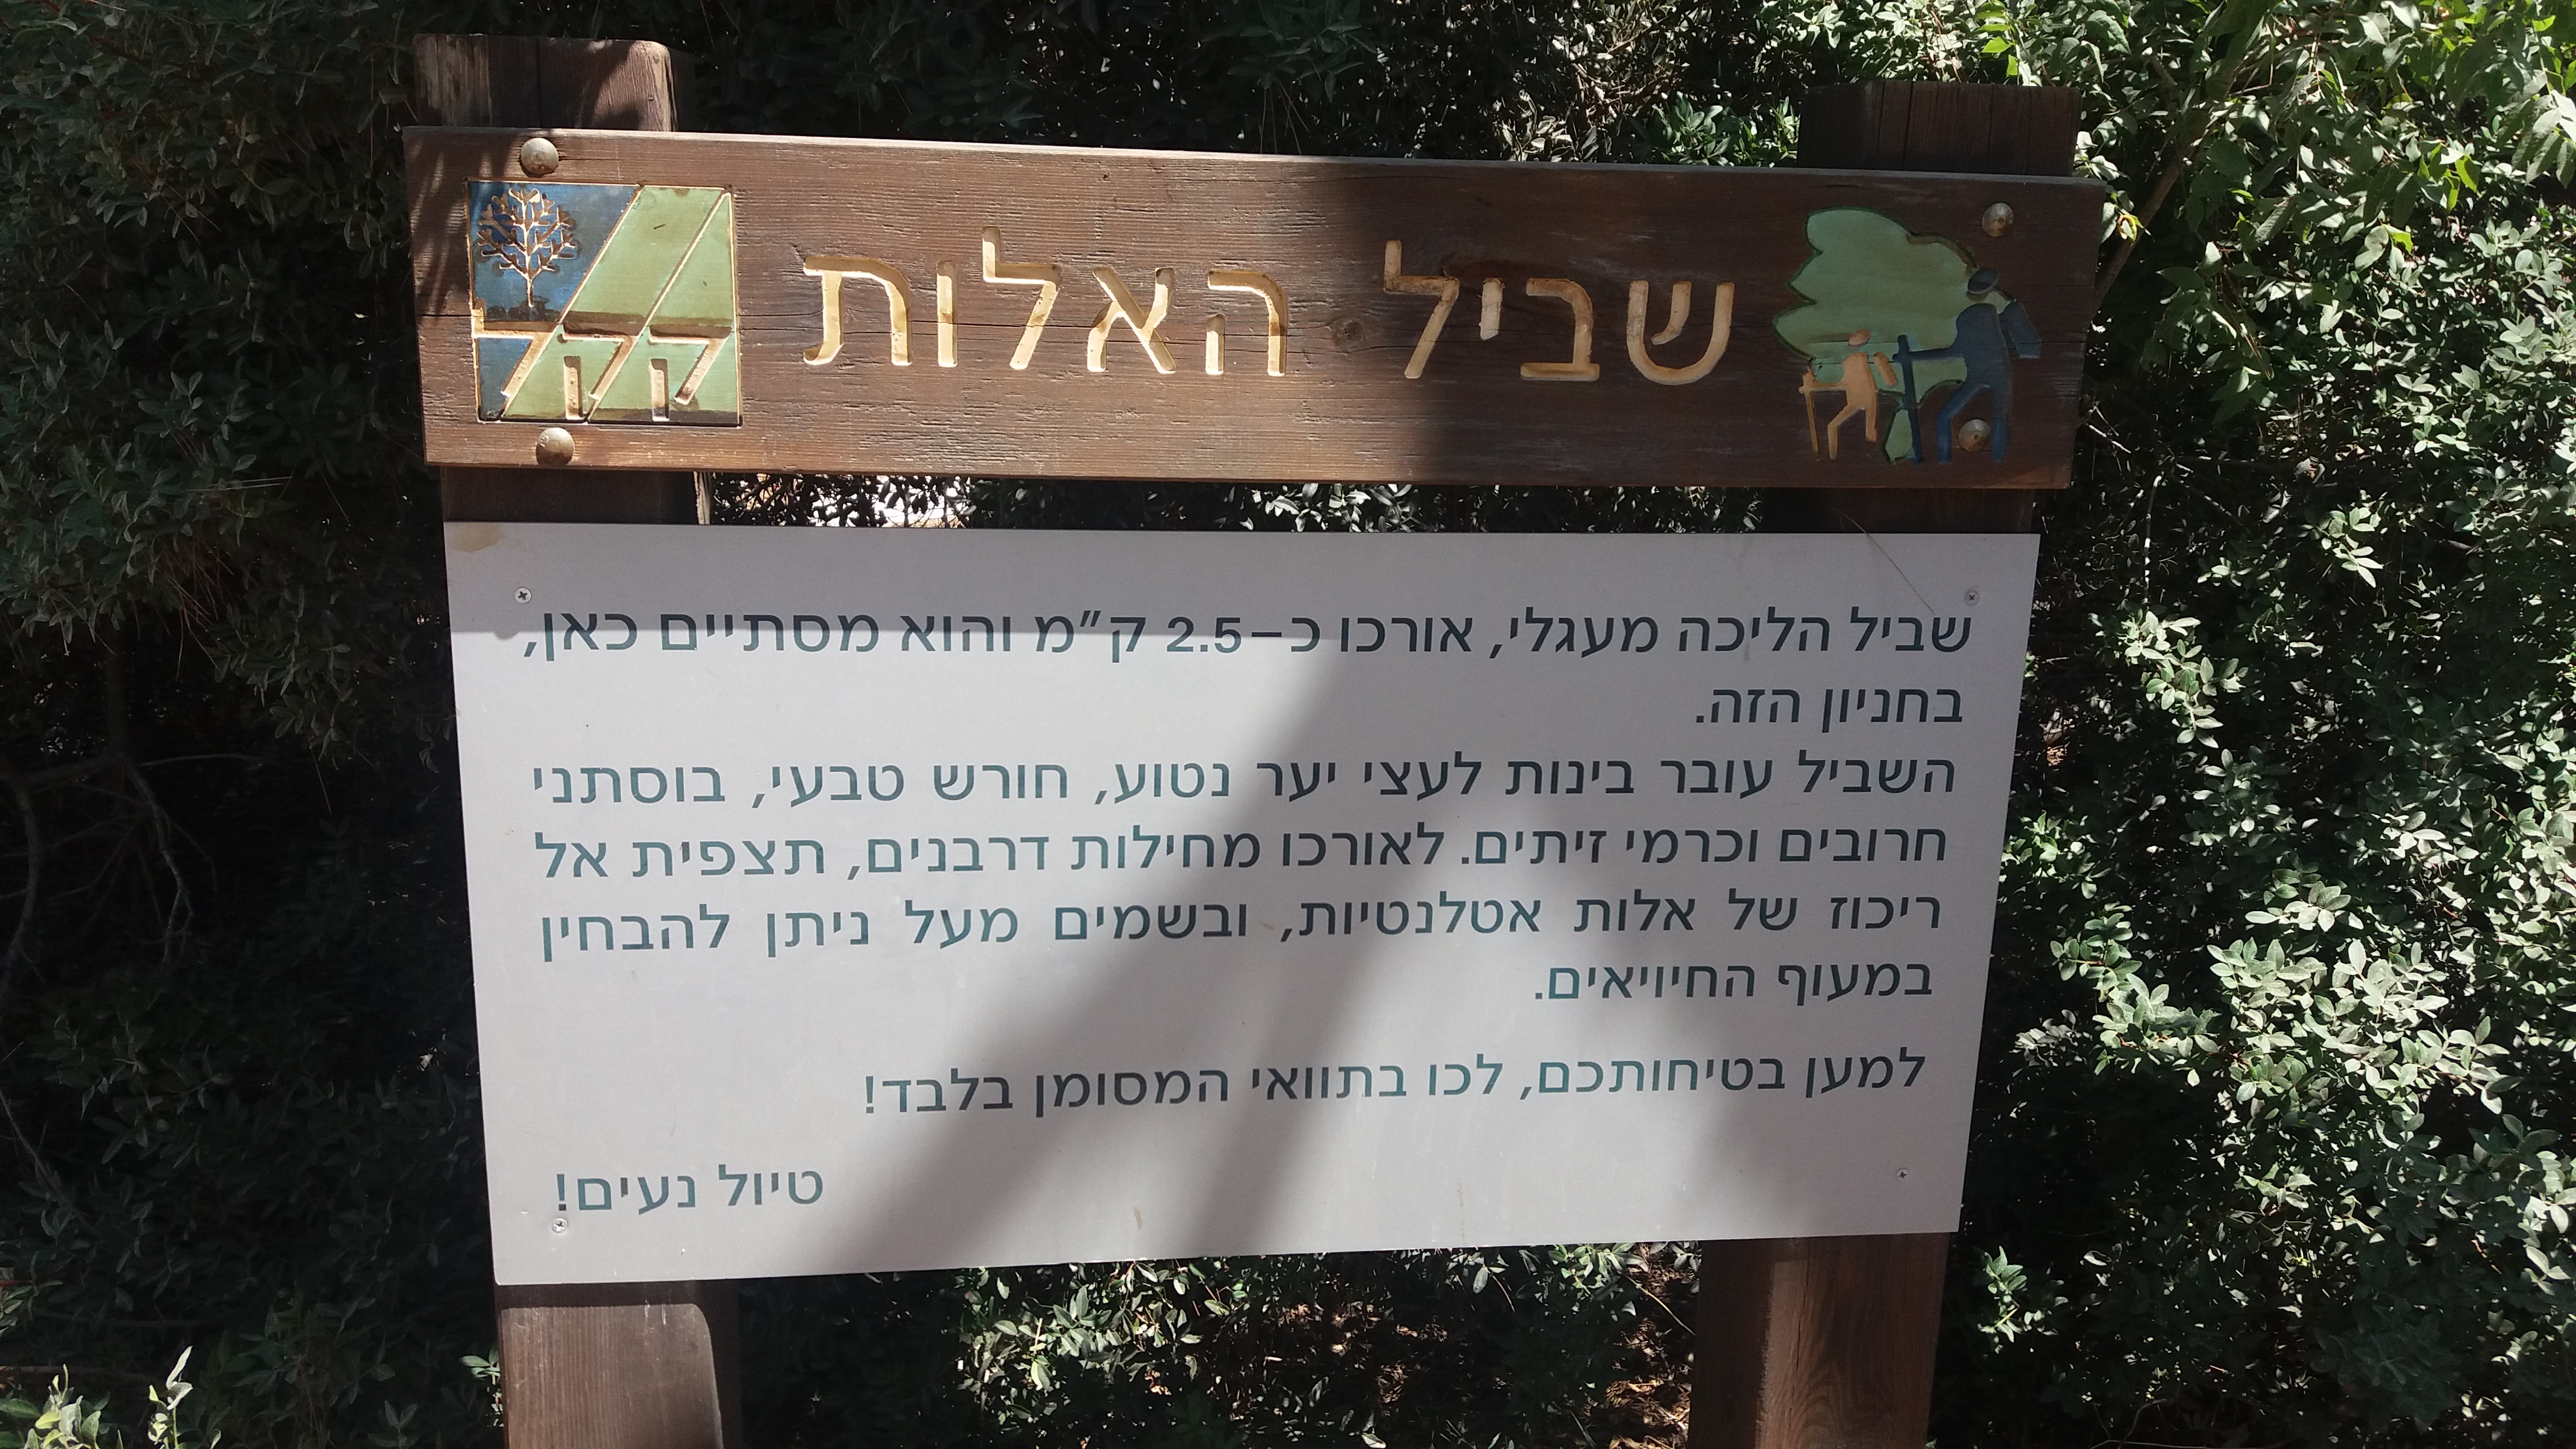 שביל האלות
קק"ל
שביל הליכה מעגלי, אורכו כ–2.5 ק"מ והוא מסתיים כאן,
בחניון הזה.
השביל עובר בינות לעצי יער נטוע, חורש טבעי, בוסתני
חרובים וכרמי זיתים. לאורכו מחילות דרבנים, תצפית אל
ריכוז של אלות אטלנטיות, ובשמים מעל ניתן להבחין
במעוף החיויאים.
למען בטיחותכם, לכו בתוואי המסומן בלבד!
טיול נעים!